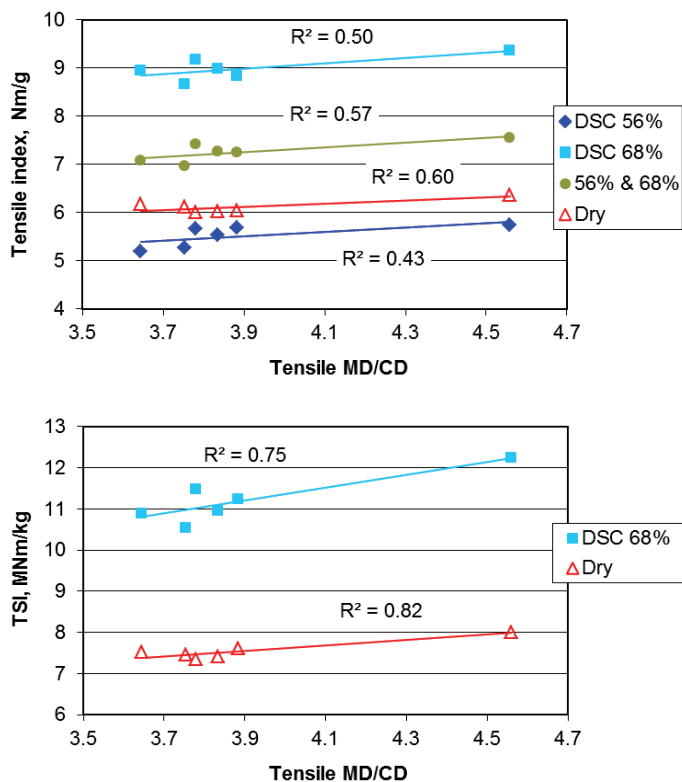 10
9
8
7
6
5
4
Tensile index, Nm/g
R² = 0.50
R² = 0.57
R² = 0.60
R² = 0.43
3.5 3.7 3.9 4.1 4.3 4.5 4.7
Tensile MD/CD
DSC 56%
DSC 68%
56% & 68%
Dry
13
12
11
10
9
8
7
6
TSI, MNm/kg
R² = 0.75
R² = 0.82
3.5 3.7 3.9 4.1 4.3 4.5 4.7
Tensile MD/CD
DSC 68%
Dry